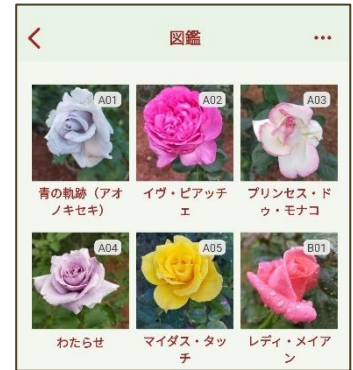 図鑑
A01
A02
A03
青の軌跡（アオ
ノキセキ）
イヴ・ピアッチ
ェ
プリンセス・ド
ゥ・モナコ
A04
A05
B01
わたらせ
マイダス・タッ
チ
レディ・メイア
ン